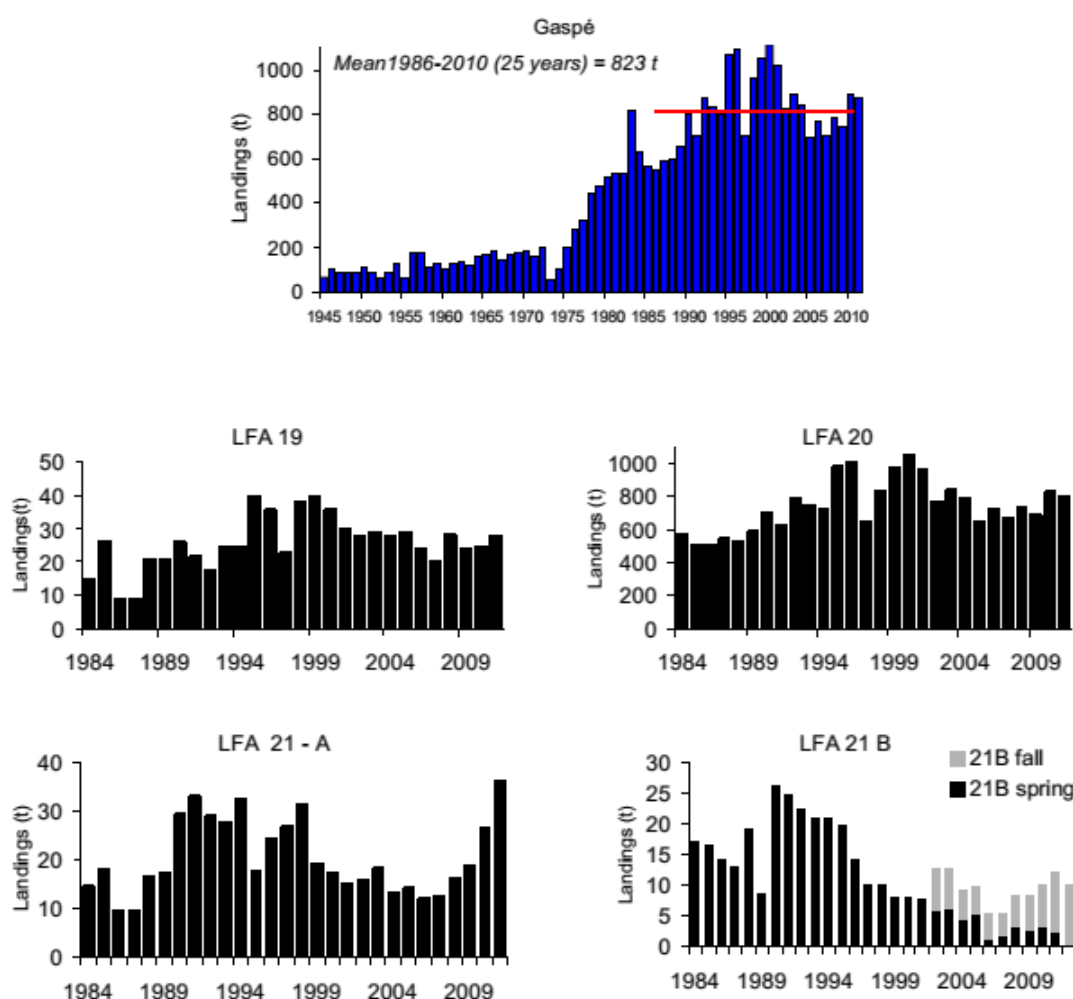 Gaspé
Mean1986-2010 (25 years) = 823 t
Landings (t)
1000
800
600
400
200
0
1945 1950 1955 1960 1965 1970 1975 1980 1985 1990 1995 2000 2005 2010
LFA 19
Landings(t)
50
40
30
20
10
0
1984 1989 1994 1999 2004 2009
LFA 20
Landings (t)
1000
800
600
400
200
0
1984 1989 1994 1999 2004 2009
LFA 21 - A
Landings (t)
40
30
20
10
0
1984 1989 1994 1999 2004 2009
LFA 21 B
21B fall
21B spring
Landings (t)
30
25
20
15
10
5
0
1984 1989 1994 1999 2004 2009